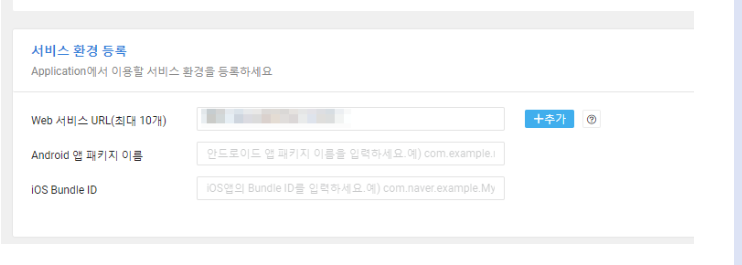 서비스 환경 등록
Application에서 이용할 서비스 환경을 등록하세요
Web 서비스 URL(최대 10개)
+추가
?
Android 앱 패키지 이름
안드로이드 앱 패키지 이름을 입력하세요.예) com.example.
iOS Bundle ID
iOS앱의 Bundle ID를 입력하세요.예) com.naver.example.My